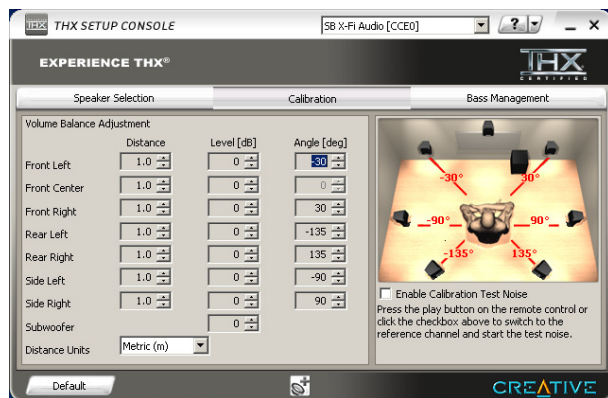 THX THX SETUP CONSOLE SB X-Fi Audio [CCE0] ?
EXPERIENCE THX® THX
CERTIFIED
Speaker Selection Calibration Bass Management
Volume Balance Adjustment
Distance Level [dB] Angle [deg]
Front Left 1.0 0 -30
Front Center 1.0 0 0
Front Right 1.0 0 30
Rear Left 1.0 0 -135
Rear Right 1.0 0 135
Side Left 1.0 0 -90
Side Right 1.0 0 90
Subwoofer 0
Distance Units Metric (m)
-30° 30°
-90° 90°
-135° 135°
Enable Calibration Test Noise
Press the play button on the remote control or
click the checkbox above to switch to the
reference channel and start the test noise.
Default CREATIVE